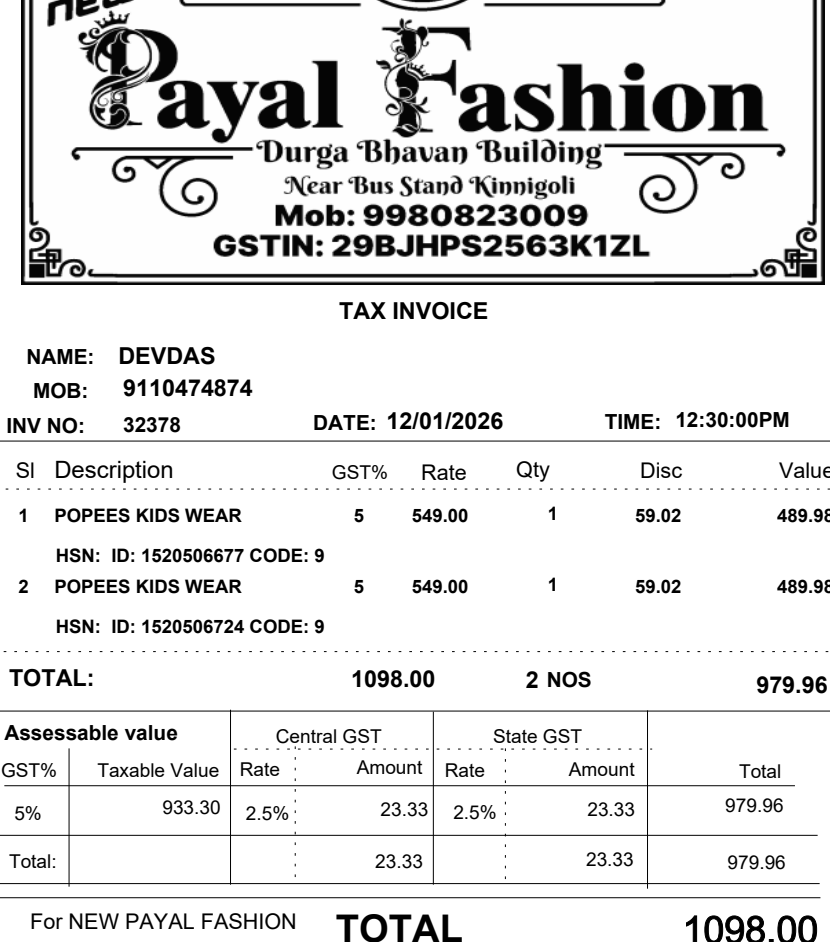 new
Payal Fashion
Durga Bhavan Building
Near Bus Stand Kinnigoli
Mob: 9980823009
GSTIN: 29BJHPS2563K1ZL
TAX INVOICE
NAME: DEVDAS
MOB: 9110474874
INV NO: 32378 DATE: 12/01/2026 TIME: 12:30:00PM
Sl Description GST% Rate Qty Disc Value
1 POPEES KIDS WEAR 5 549.00 1 59.02 489.98
HSN: ID: 1520506677 CODE: 9
2 POPEES KIDS WEAR 5 549.00 1 59.02 489.98
HSN: ID: 1520506724 CODE: 9
TOTAL: 1098.00 2 NOS 979.96
Assessable value Central GST State GST
GST% Taxable Value Rate Amount Rate Amount Total
5% 933.30 2.5% 23.33 2.5% 23.33 979.96
Total: 23.33 23.33 979.96
For NEW PAYAL FASHION TOTAL 1098.00